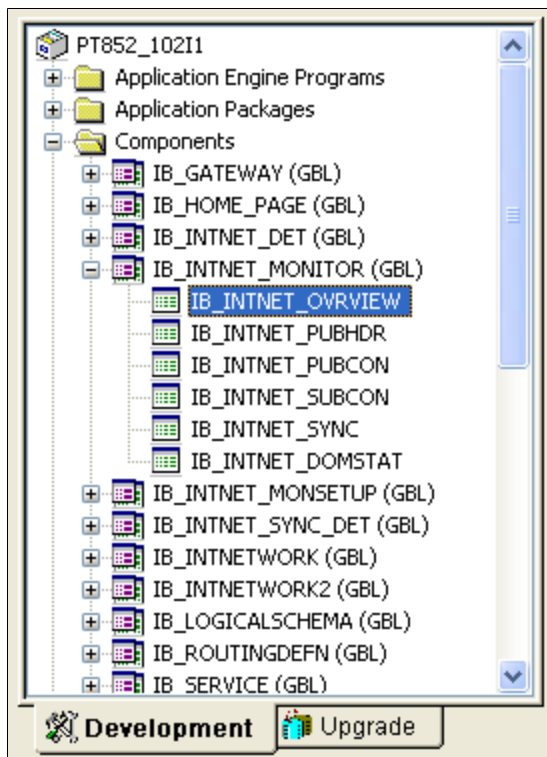 PT852_102I1
Application Engine Programs
Application Packages
Components
IB_GATEWAY (GBL)
IB_HOME_PAGE (GBL)
IB_INTNET_DET (GBL)
IB_INTNET_MONITOR (GBL)
IB_INTNET_OVRVIEW
IB_INTNET_PUBHDR
IB_INTNET_PUBCON
IB_INTNET_SUBCON
IB_INTNET_SYNC
IB_INTNET_DOMSTAT
IB_INTNET_MONSETUP (GBL)
IB_INTNET_SYNC_DET (GBL)
IB_INTNETWORK (GBL)
IB_INTNETWORK2 (GBL)
IB_LOGICALSCHEMA (GBL)
IB_ROUTINGDEFN (GBL)
IB_SERVICE (GBL)
Development Upgrade